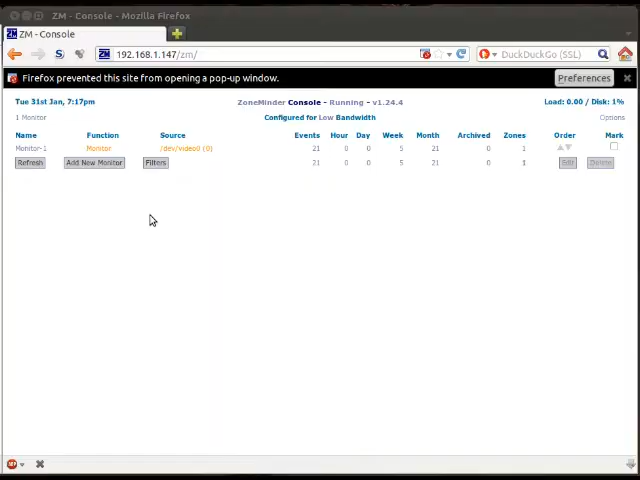 ZM - Console - Mozilla Firefox
ZM ZM - Console
S ZM 192.168.1.147/zm/ DuckDuckGo (SSL)
Firefox prevented this site from opening a pop-up window. Preferences
Tue 31st Jan, 7:17pm ZoneMinder Console - Running - v1.24.4 Load: 0.00 / Disk: 1%
1 Monitor Configured for Low Bandwidth Options
Name Function Source Events Hour Day Week Month Archived Zones Order Mark
Monitor-1 Monitor /dev/video0 (0) 21 0 0 5 21 0 1
Refresh Add New Monitor Filters 21 0 0 5 21 0 1 Edit Delete
ABP